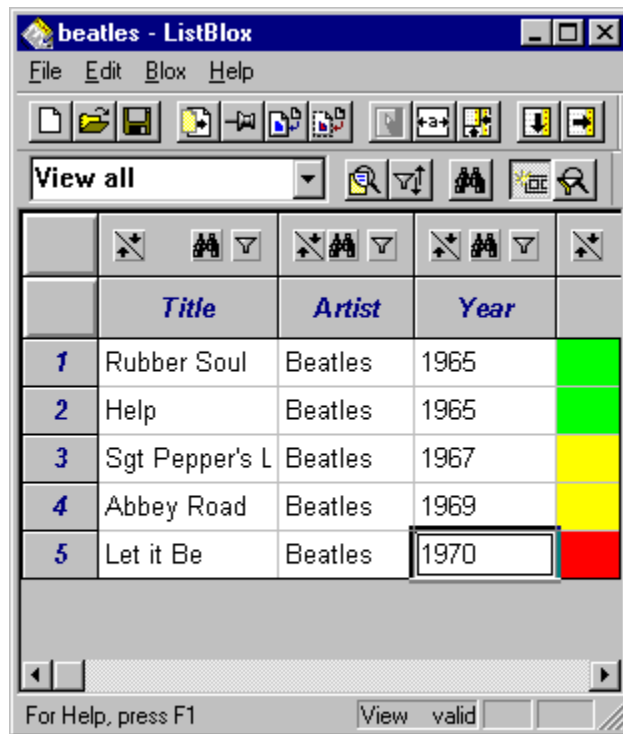 beatles - ListBlox
File Edit Blox Help
View all
Title Artist Year
1 Rubber Soul Beatles 1965
2 Help Beatles 1965
3 Sgt Pepper's L Beatles 1967
4 Abbey Road Beatles 1969
5 Let it Be Beatles 1970
For Help, press F1 View valid